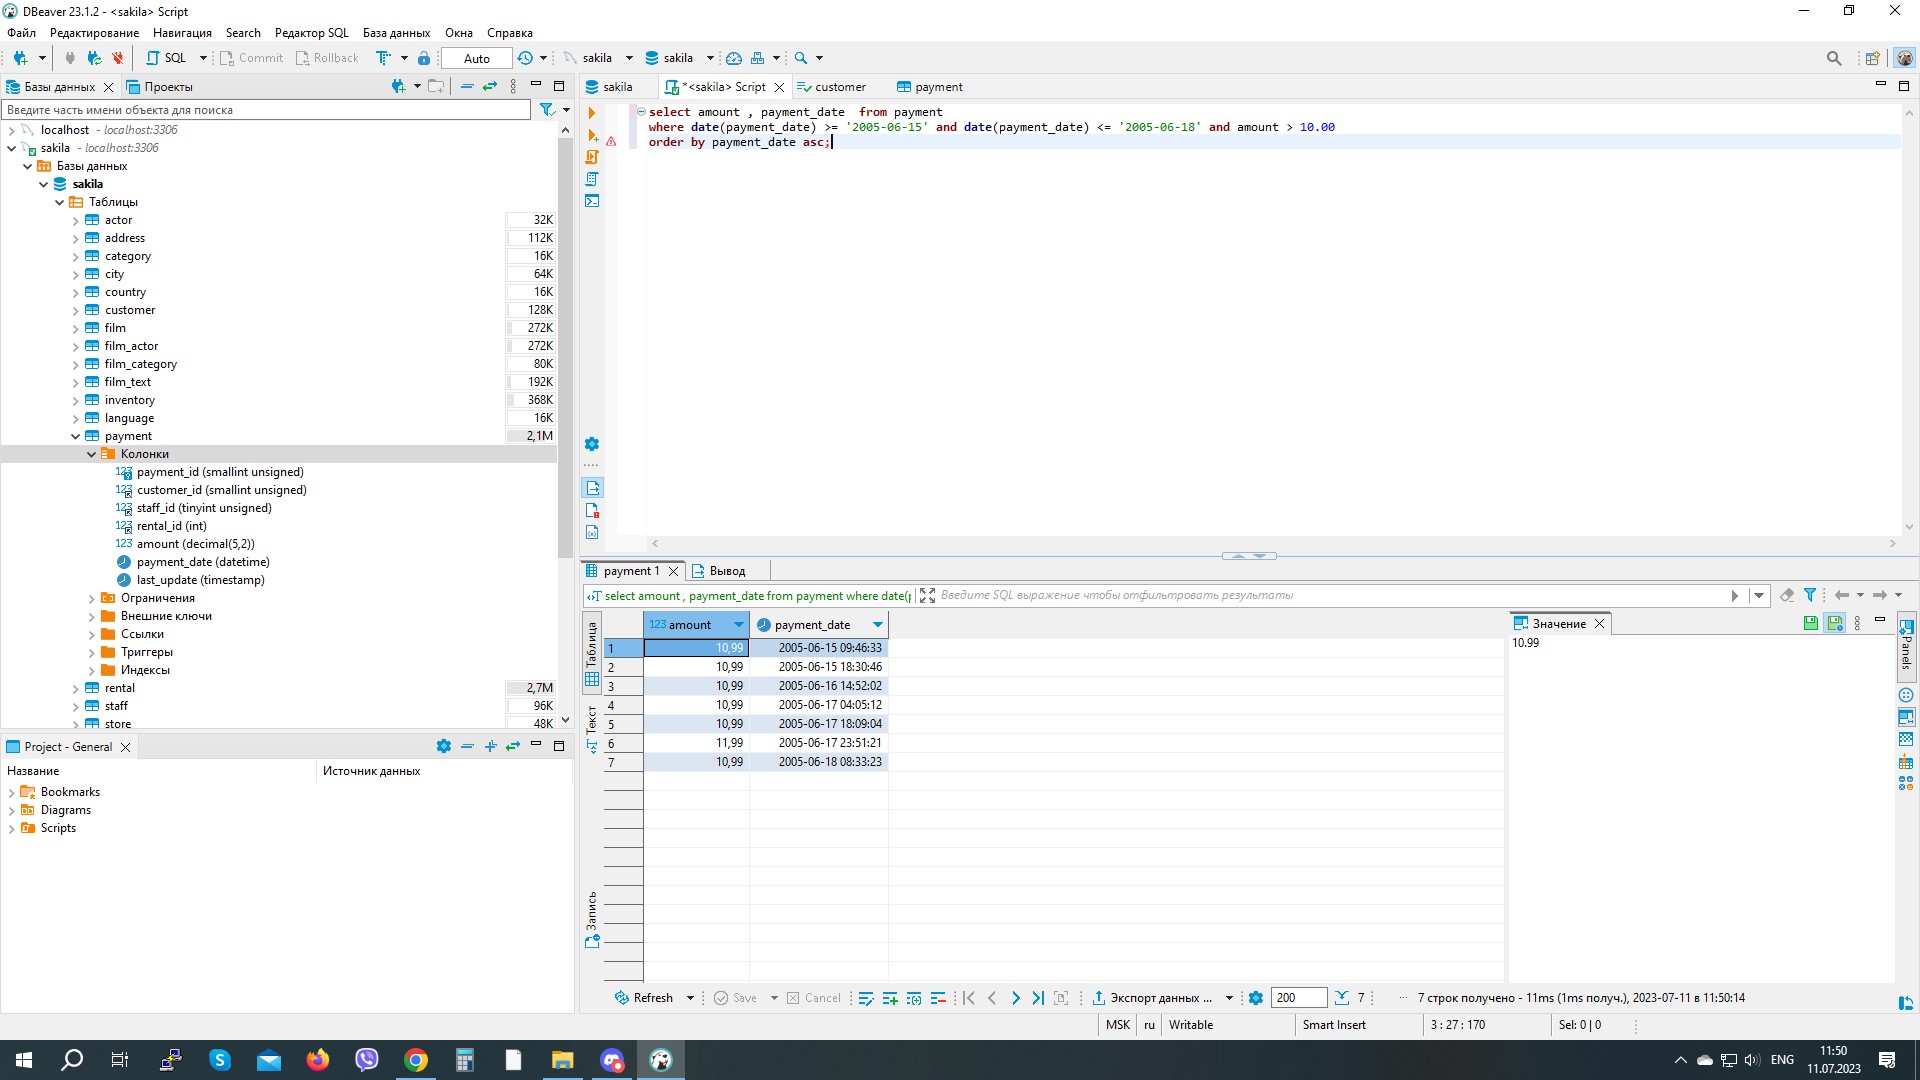 DBeaver 23.1.2 - <sakila> Script
Файл Редактирование Навигация Search Редактор SQL База данных Окна Справка
SQL Commit Rollback Auto sakila sakila
Базы данных Проекты
Введите часть имени объекта для поиска
localhost - localhost:3306
sakila - localhost:3306
Базы данных
sakila
Таблицы
actor 32K
address 112K
category 16K
city 64K
country 16K
customer 128K
film 272K
film_actor 272K
film_category 80K
film_text 192K
inventory 368K
language 16K
payment 2,1M
Колонки
payment_id (smallint unsigned)
customer_id (smallint unsigned)
staff_id (tinyint unsigned)
rental_id (int)
amount (decimal(5,2))
payment_date (datetime)
last_update (timestamp)
Ограничения
Внешние ключи
Ссылки
Триггеры
Индексы
rental 2,7M
staff 96K
store 48K
Project - General
Название Источник данных
Bookmarks
Diagrams
Scripts
sakila *<sakila> Script customer payment
select amount , payment_date  from payment
where date(payment_date) >= '2005-06-15' and date(payment_date) <= '2005-06-18' and amount > 10.00
order by payment_date asc;
payment 1 Вывод
select amount , payment_date from payment where date(p
Введите SQL выражение чтобы отфильтровать результаты
Таблица
Текст
Запись
123 amount payment_date
1 10,99 2005-06-15 09:46:33
2 10,99 2005-06-15 18:30:46
3 10,99 2005-06-16 14:52:02
4 10,99 2005-06-17 04:05:12
5 10,99 2005-06-17 18:09:04
6 11,99 2005-06-17 23:51:21
7 10,99 2005-06-18 08:33:23
Значение
10.99
Panels
Refresh Save Cancel Экспорт данных ... 200 7 ... 7 строк получено - 11ms (1ms получ.), 2023-07-11 в 11:50:14
MSK ru Writable Smart Insert 3 : 27 : 170 Sel: 0 | 0
ENG 11:50
11.07.2023